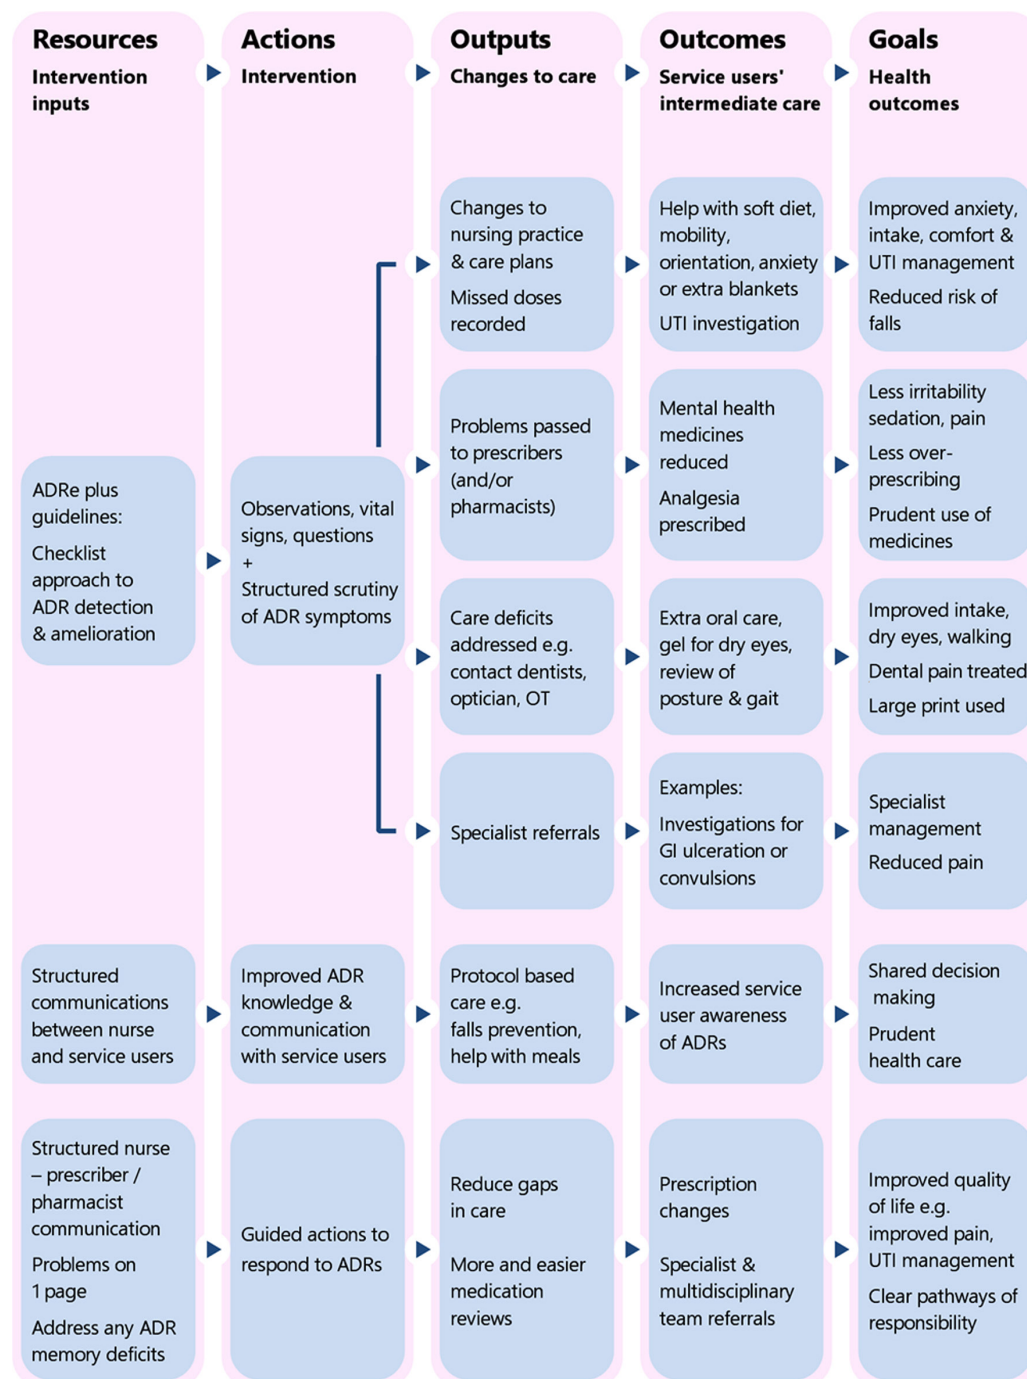 Resources
Intervention
inputs
Actions
Intervention
Outputs
Changes to care
Outcomes
Service users'
intermediate care
Goals
Health
outcomes
ADRe plus
guidelines:
Checklist
approach to
ADR detection
& amelioration
Observations, vital
signs, questions
+
Structured scrutiny
of ADR symptoms
Changes to
nursing practice
& care plans
Missed doses
recorded
Help with soft diet,
mobility,
orientation, anxiety
or extra blankets
UTI investigation
Improved anxiety,
intake, comfort &
UTI management
Reduced risk of
falls
Problems passed
to prescribers
(and/or
pharmacists)
Mental health
medicines
reduced
Analgesia
prescribed
Less irritability
sedation, pain
Less over-
prescribing
Prudent use of
medicines
Care deficits
addressed e.g.
contact dentists,
optician, OT
Extra oral care,
gel for dry eyes,
review of
posture & gait
Improved intake,
dry eyes, walking
Dental pain treated
Large print used
Specialist referrals
Examples:
Investigations for
GI ulceration or
convulsions
Specialist
management
Reduced pain
Structured
communications
between nurse
and service users
Improved ADR
knowledge &
communication
with service users
Protocol based
care e.g.
falls prevention,
help with meals
Increased service
user awareness
of ADRs
Shared decision
making
Prudent
health care
Structured nurse
– prescriber /
pharmacist
communication
Problems on
1 page
Address any ADR
memory deficits
Guided actions to
respond to ADRs
Reduce gaps
in care
More and easier
medication
reviews
Prescription
changes
Specialist &
multidisciplinary
team referrals
Improved quality
of life e.g.
improved pain,
UTI management
Clear pathways of
responsibility